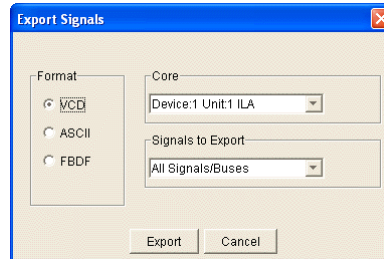 Export Signals
Format
VCD
ASCII
FBDF
Core
Device:1 Unit:1 ILA
Signals to Export
All Signals/Buses
Export
Cancel